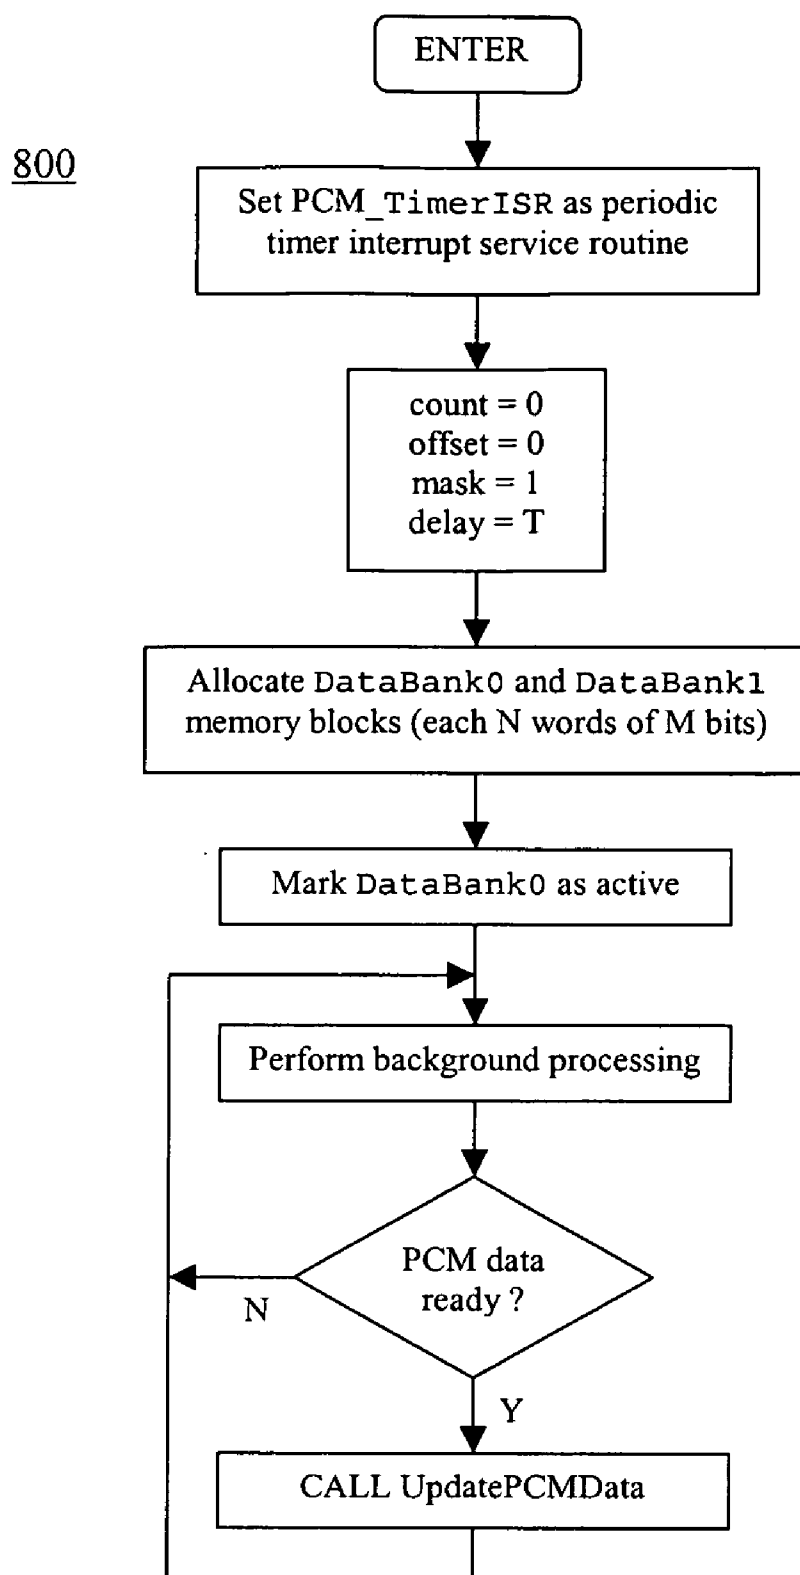 ENTER
800
Set PCM_TimerISR as periodic
timer interrupt service routine
count = 0
offset = 0
mask = 1
delay = T
Allocate DataBank0 and DataBank1
memory blocks (each N words of M bits)
Mark DataBank0 as active
Perform background processing
PCM data
ready ?
N
Y
CALL UpdatePCMData